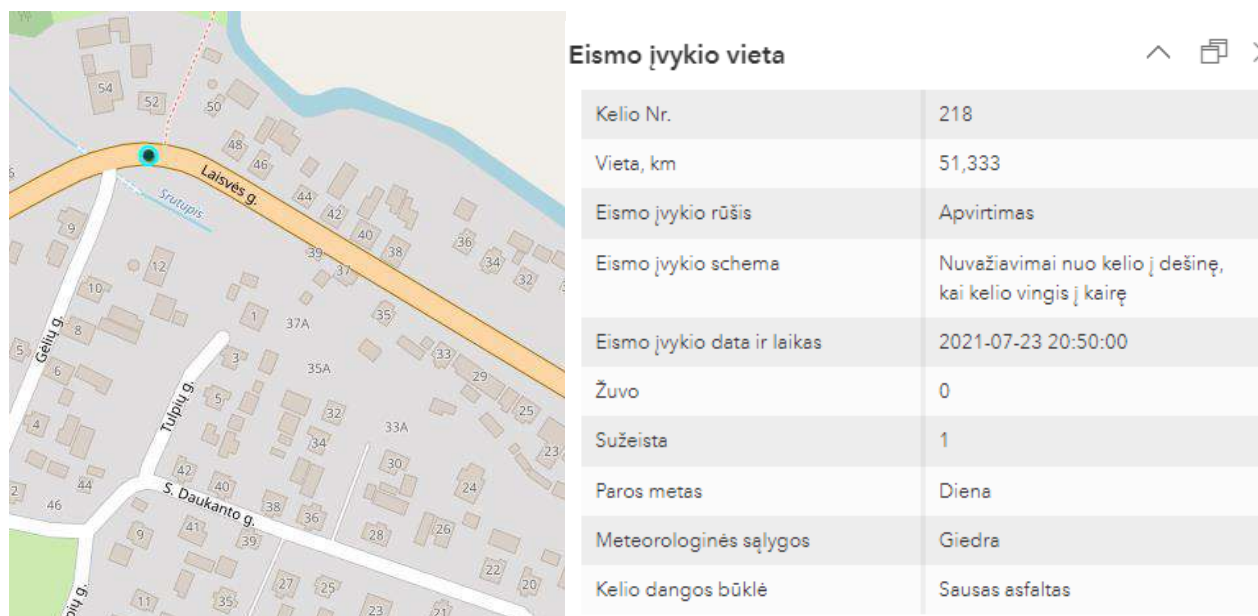 54
52
50
48
46
Laisvės g.
Srutupis
44
42
40
38
36
34
32
39
37
9
12
10
8
5
6
4
Gėlių g.
1
37A
35
33
3
35A
29
5
25
Tulpių g.
32
33A
34
23
30
42
40
44
46
S. Daukanto g.
38
36
24
9
41
39
28
26
22
20
27
25
11
35
23
21
Eismo įvykio vieta
Kelio Nr. 218
Vieta, km 51,333
Eismo įvykio rūšis Apvirtimas
Eismo įvykio schema Nuvažiavimai nuo kelio į dešinę,
kai kelio vingis į kairę
Eismo įvykio data ir laikas 2021-07-23 20:50:00
Žuvo 0
Sužeista 1
Paros metas Diena
Meteorologinės sąlygos Giedra
Kelio dangos būklė Sausas asfaltas